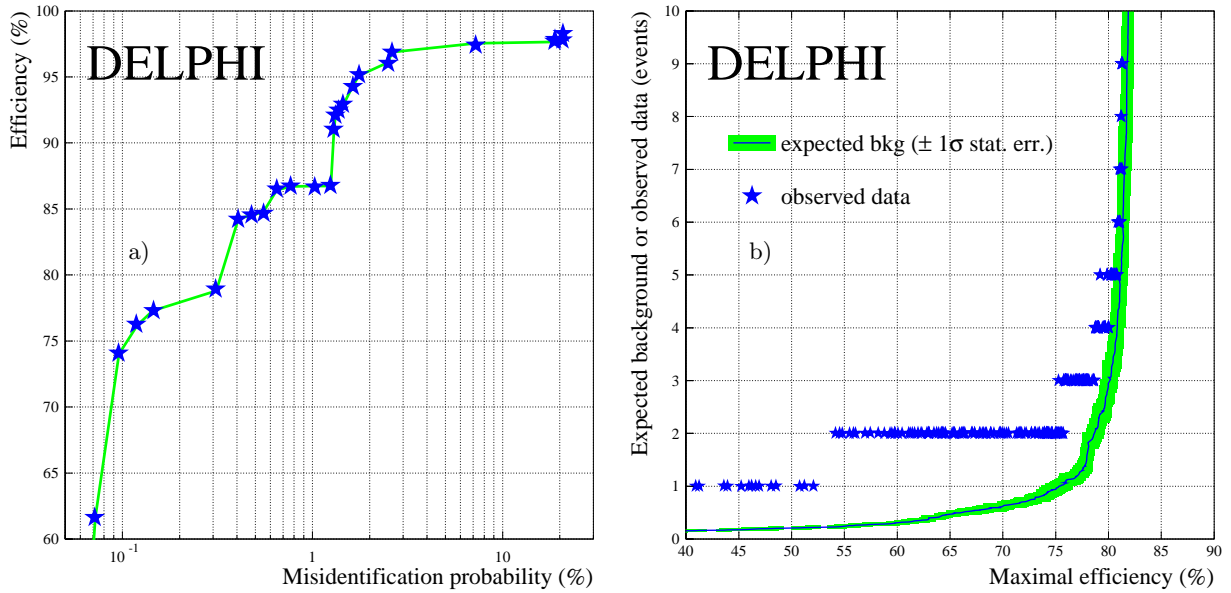 Efficiency (%)
100
95
90
85
80
75
70
65
60
DELPHI
a)
10⁻¹
1
10
Misidentification probability (%)
Expected background or observed data (events)
10
9
8
7
6
5
4
3
2
1
0
DELPHI
expected bkg (± 1σ stat. err.)
observed data
b)
40 45 50 55 60 65 70 75 80 85 90
Maximal efficiency (%)